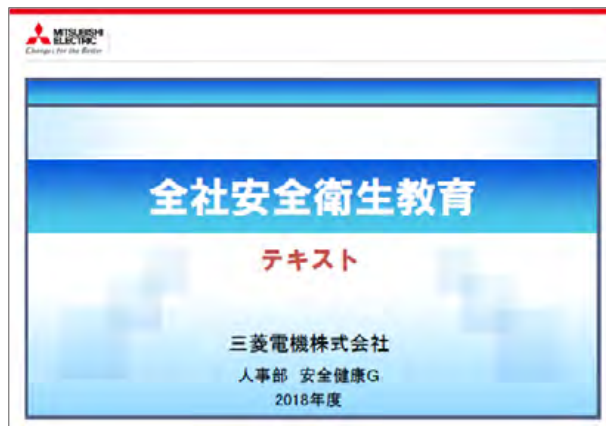 MITSUBISHI
ELECTRIC
Changes for the Better
全社安全衛生教育
テキスト
三菱電機株式会社
人事部 安全健康G
2018年度